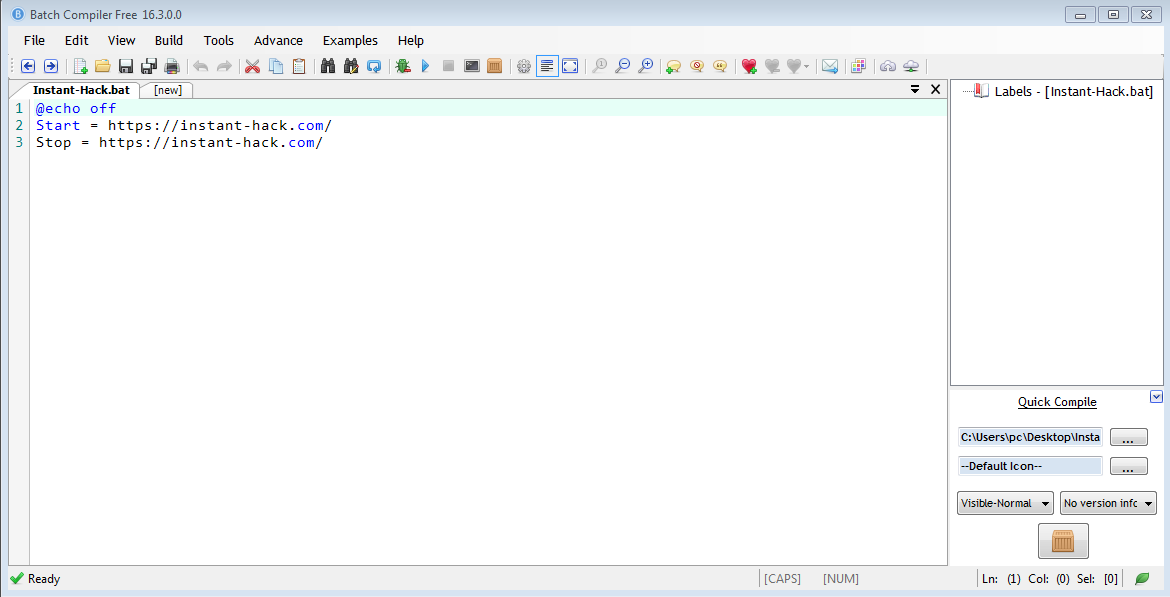 Batch Compiler Free 16.3.0.0
File Edit View Build Tools Advance Examples Help
Instant-Hack.bat [new]
1 @echo off
2 Start = https://instant-hack.com/
3 Stop = https://instant-hack.com/
Labels - [Instant-Hack.bat]
Quick Compile
C:\Users\pc\Desktop\Insta ...
--Default Icon-- ...
Visible-Normal No version info
Ready [CAPS] [NUM] Ln: (1) Col: (0) Sel: [0]